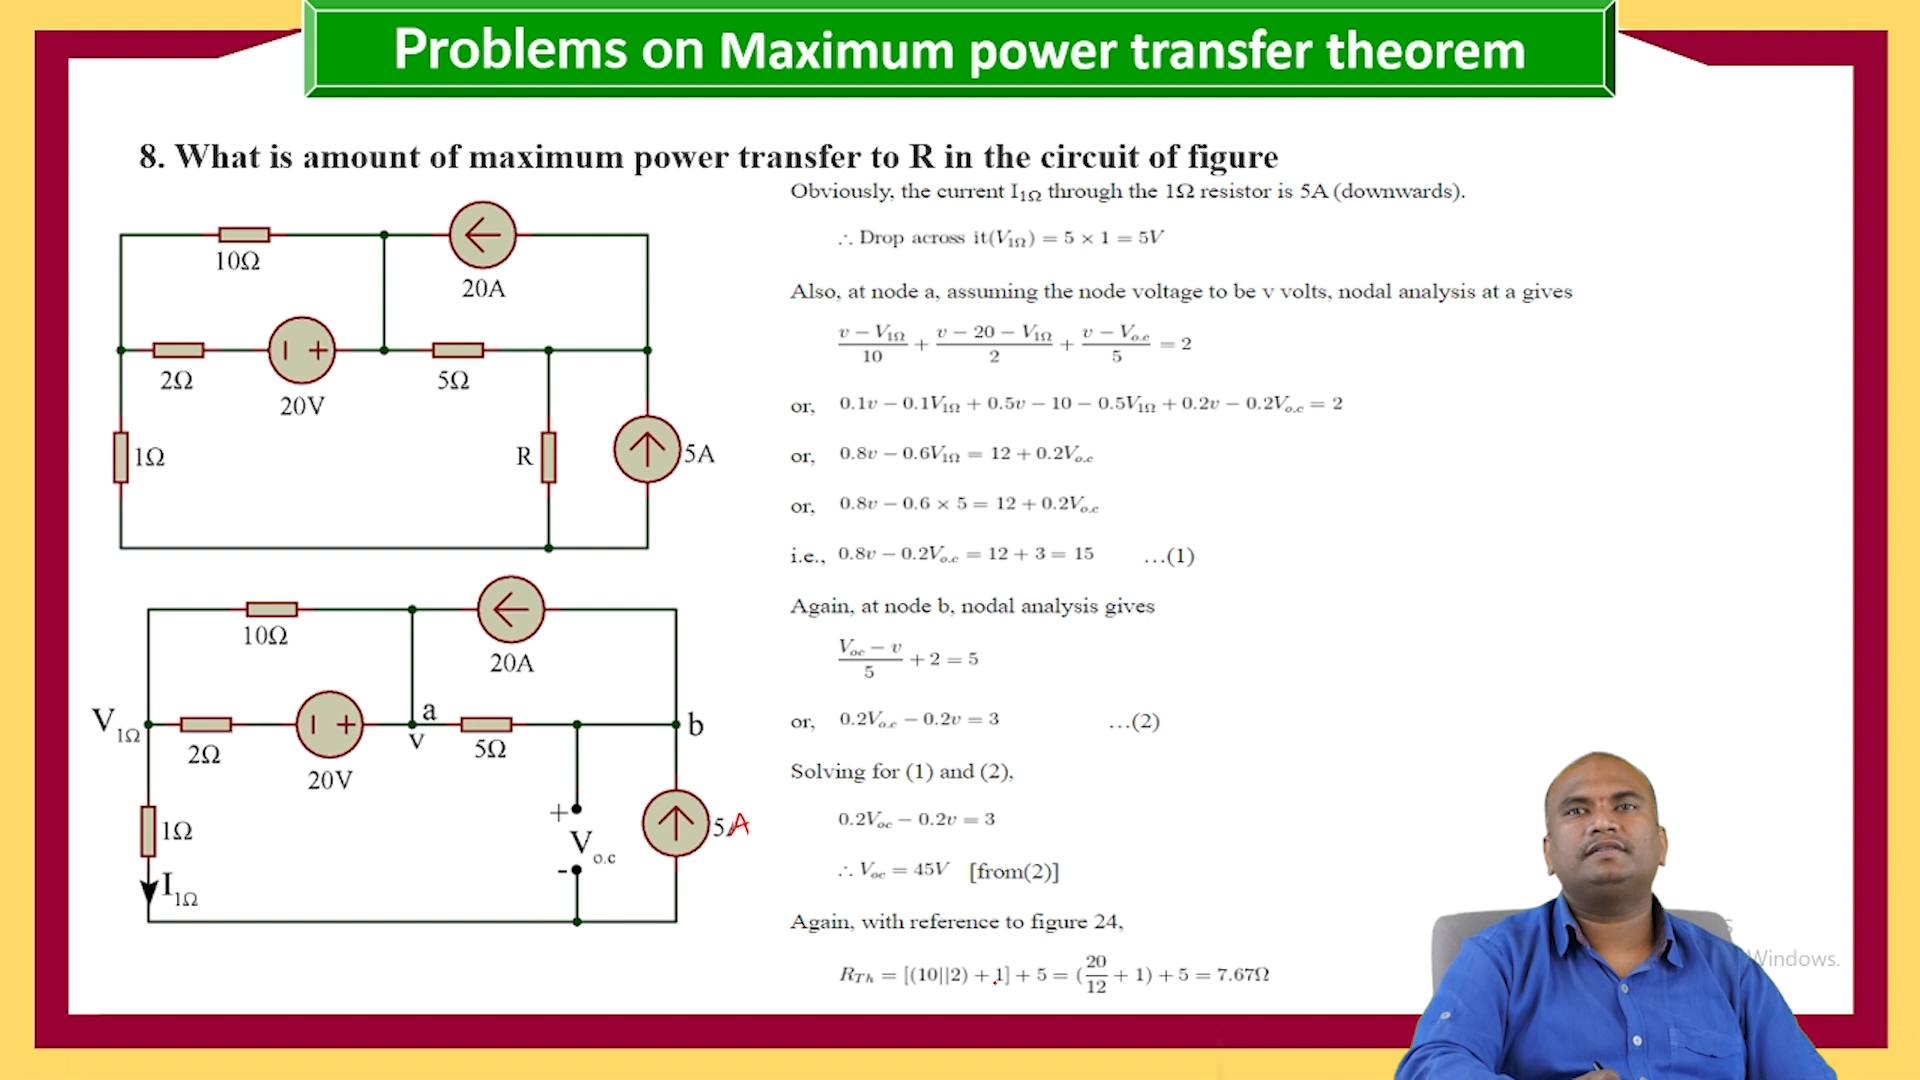 Problems on Maximum power transfer theorem
8. What is amount of maximum power transfer to R in the circuit of figure
10Ω
20A
2Ω
20V
5Ω
1Ω
R
5A
10Ω
20A
V1Ω
2Ω
20V
a
v
5Ω
b
1Ω
+
V o.c
-
5A
I1Ω
Obviously, the current I1Ω through the 1Ω resistor is 5A (downwards).
∴ Drop across it(V1Ω) = 5 × 1 = 5V
Also, at node a, assuming the node voltage to be v volts, nodal analysis at a gives
(v − V1Ω)/10 + (v − 20 − V1Ω)/2 + (v − Vo.c)/5 = 2
or, 0.1v − 0.1V1Ω + 0.5v − 10 − 0.5V1Ω + 0.2v − 0.2Vo.c = 2
or, 0.8v − 0.6V1Ω = 12 + 0.2Vo.c
or, 0.8v − 0.6 × 5 = 12 + 0.2Vo.c
i.e., 0.8v − 0.2Vo.c = 12 + 3 = 15 ...(1)
Again, at node b, nodal analysis gives
(Voc − v)/5 + 2 = 5
or, 0.2Vo.c − 0.2v = 3 ...(2)
Solving for (1) and (2),
0.2Voc − 0.2v = 3
∴ Voc = 45V [from(2)]
Again, with reference to figure 24,
RTh = [(10||2) + 1] + 5 = (20/12 + 1) + 5 = 7.67Ω
Windows.